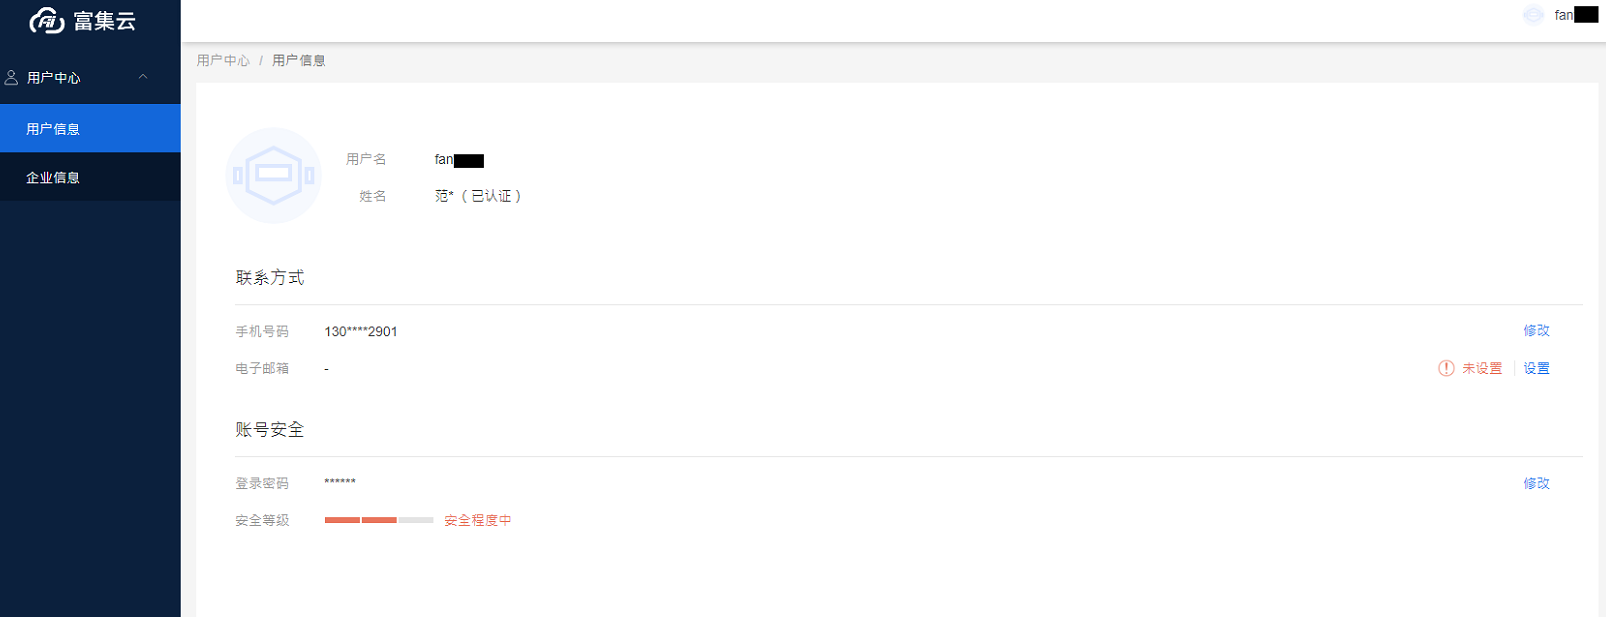 富集云
fan
用户中心
用户中心 / 用户信息
用户信息
企业信息
用户名 fan
姓名 范*（已认证）
联系方式
手机号码 130****2901 修改
电子邮箱 - 未设置 设置
账号安全
登录密码 ****** 修改
安全等级 安全程度中